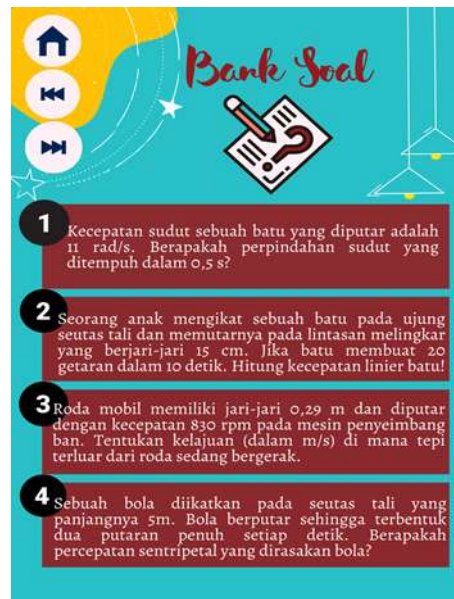 Bank Soal
1
Kecepatan sudut sebuah batu yang diputar adalah
11 rad/s. Berapakah perpindahan sudut yang
ditempuh dalam 0,5 s?
2
Seorang anak mengikat sebuah batu pada ujung
seutas tali dan memutarnya pada lintasan melingkar
yang berjari-jari 15 cm. Jika batu membuat 20
getaran dalam 10 detik. Hitung kecepatan linier batu!
3
Roda mobil memiliki jari-jari 0,29 m dan diputar
dengan kecepatan 830 rpm pada mesin penyeimbang
ban. Tentukan kelajuan (dalam m/s) di mana tepi
terluar dari roda sedang bergerak.
4
Sebuah bola diikatkan pada seutas tali yang
panjangnya 5m. Bola berputar sehingga terbentuk
dua putaran penuh setiap detik. Berapakah
percepatan sentripetal yang dirasakan bola?